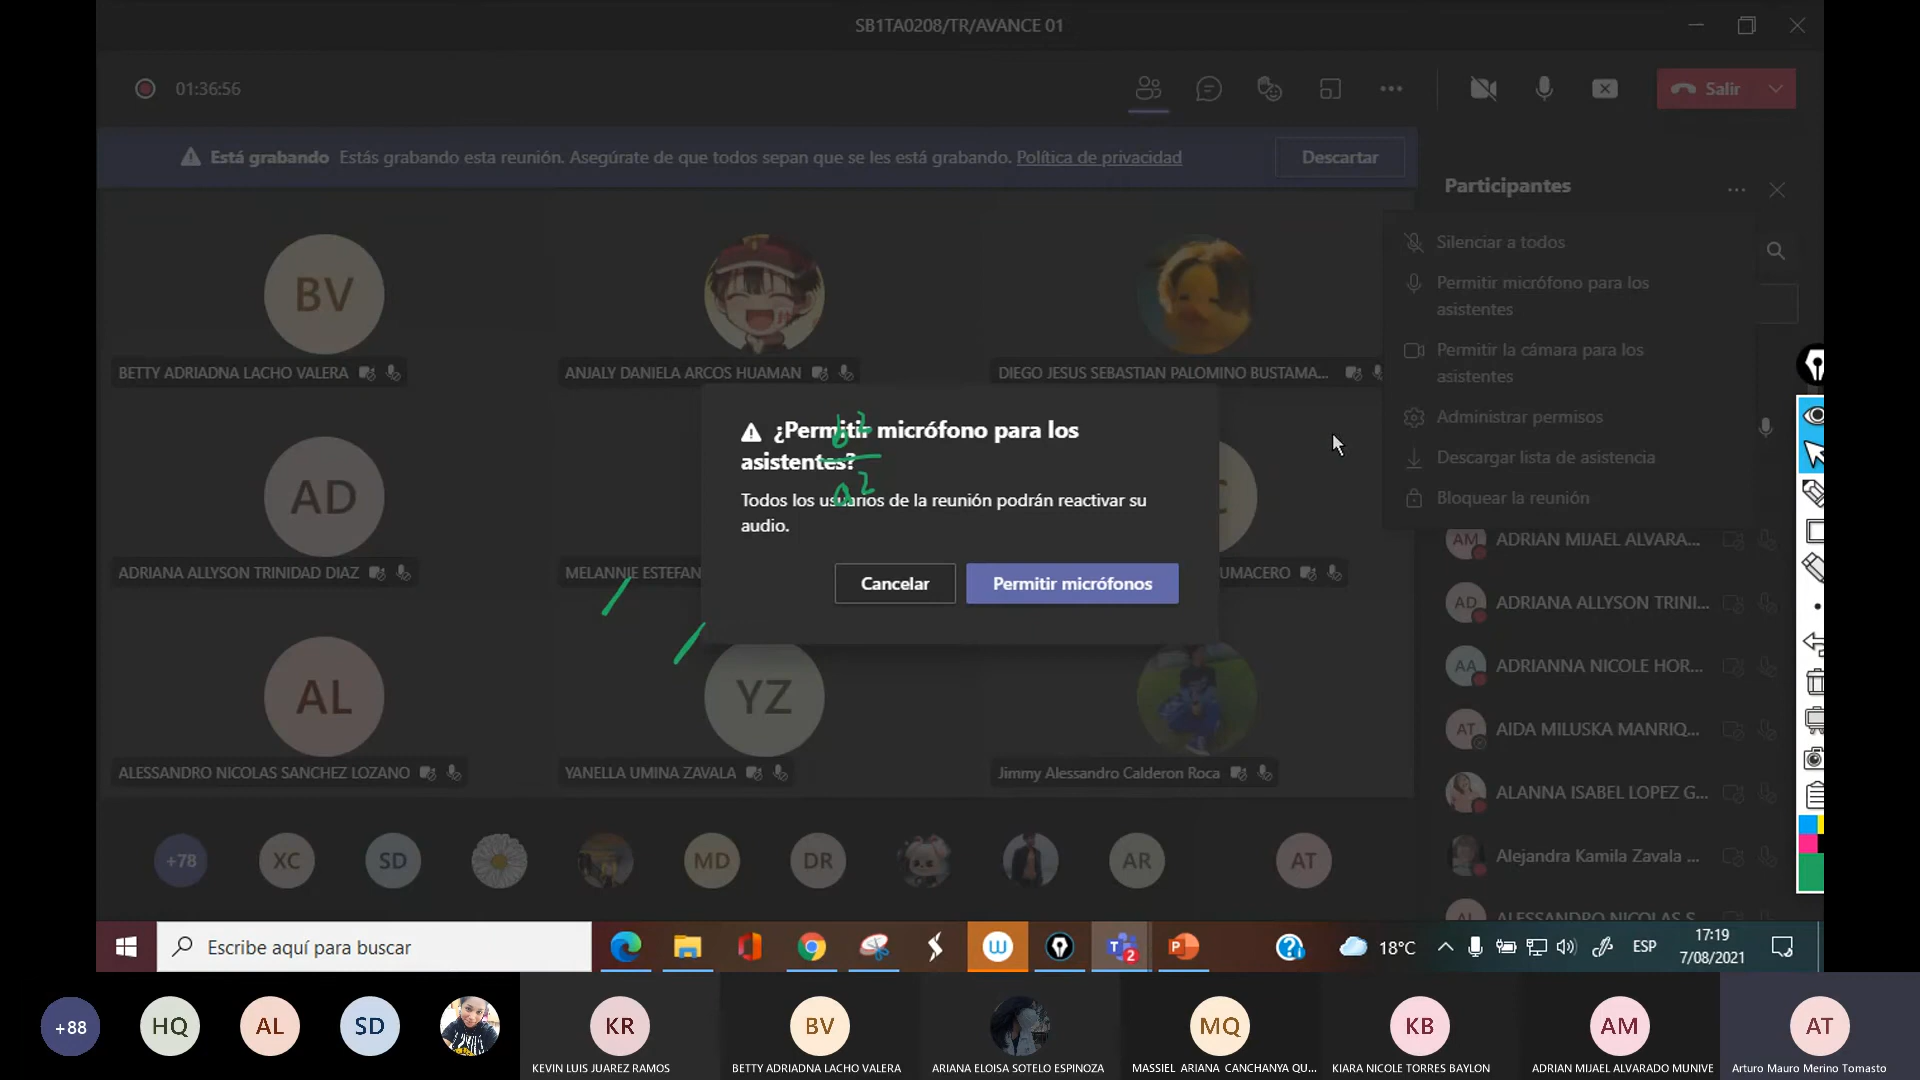 SB1TA0208/TR/AVANCE 01
01:36:56
Salir
Está grabando Estás grabando esta reunión. Asegúrate de que todos sepan que se les está grabando. Política de privacidad
Descartar
Participantes
Silenciar a todos
Permitir micrófono para los
asistentes
Permitir la cámara para los
asistentes
Administrar permisos
Descargar lista de asistencia
Bloquear la reunión
BV
BETTY ADRIADNA LACHO VALERA
ANJALY DANIELA ARCOS HUAMAN
DIEGO JESUS SEBASTIAN PALOMINO BUSTAMA...
¿Permitir micrófono para los
asistentes?
Todos los usuarios de la reunión podrán reactivar su
audio.
Cancelar
Permitir micrófonos
b²
a²
AD
ADRIANA ALLYSON TRINIDAD DIAZ
MELANNIE ESTEFAN
C
UMACERO
AL
ALESSANDRO NICOLAS SANCHEZ LOZANO
YZ
YANELLA UMINA ZAVALA
Jimmy Alessandro Calderon Roca
AM ADRIAN MIJAEL ALVARA...
AD ADRIANA ALLYSON TRINI...
AA ADRIANNA NICOLE HOR...
AT AIDA MILUSKA MANRIQ...
ALANNA ISABEL LOPEZ G...
Alejandra Kamila Zavala ...
AL ALESSANDRO NICOLAS S
+78
XC
SD
MD
DR
AR
AT
Escribe aquí para buscar
18°C
ESP
17:19
7/08/2021
+88
HQ
AL
SD
KR
KEVIN LUIS JUAREZ RAMOS
BV
BETTY ADRIADNA LACHO VALERA
ARIANA ELOISA SOTELO ESPINOZA
MQ
MASSIEL ARIANA CANCHANYA QU...
KB
KIARA NICOLE TORRES BAYLON
AM
ADRIAN MIJAEL ALVARADO MUNIVE
AT
Arturo Mauro Merino Tomasto